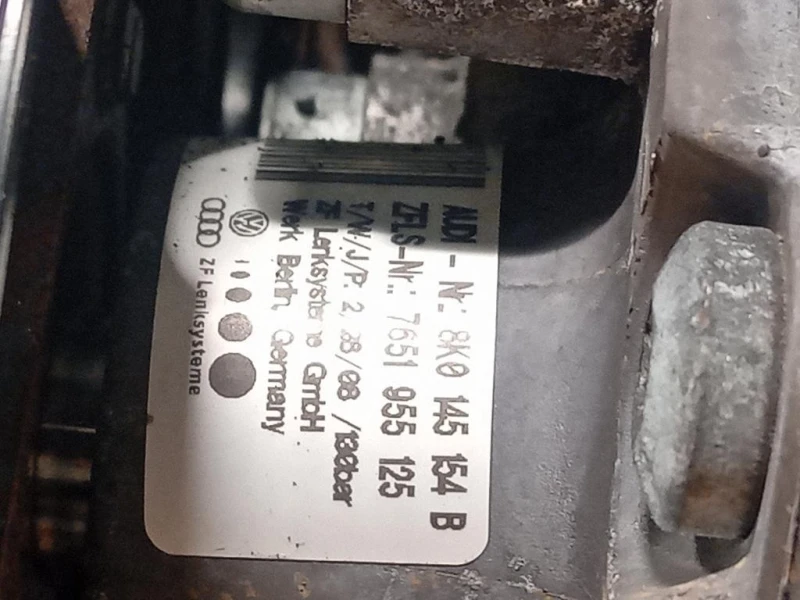 AUDI - Nr.: 8K0 145 154 B
ZFLS-Nr.: 7651 955 125
T/W/J/P: 2, 38/08 /130bar
ZF Lenksysteme GmbH
Werk Berlin, Germany
ZF Lenksysteme